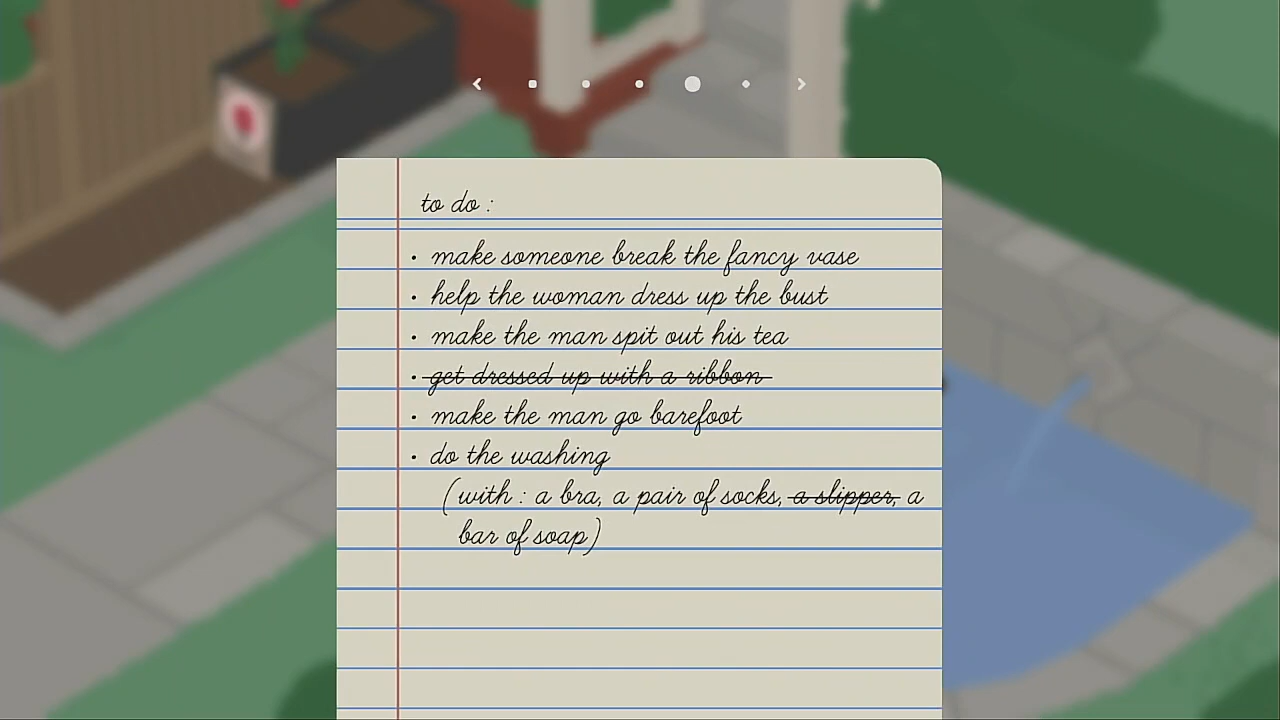 to do :
• make someone break the fancy vase
• help the woman dress up the bust
• make the man spit out his tea
• get dressed up with a ribbon
• make the man go barefoot
• do the washing
(with : a bra, a pair of socks, a slipper, a
bar of soap)